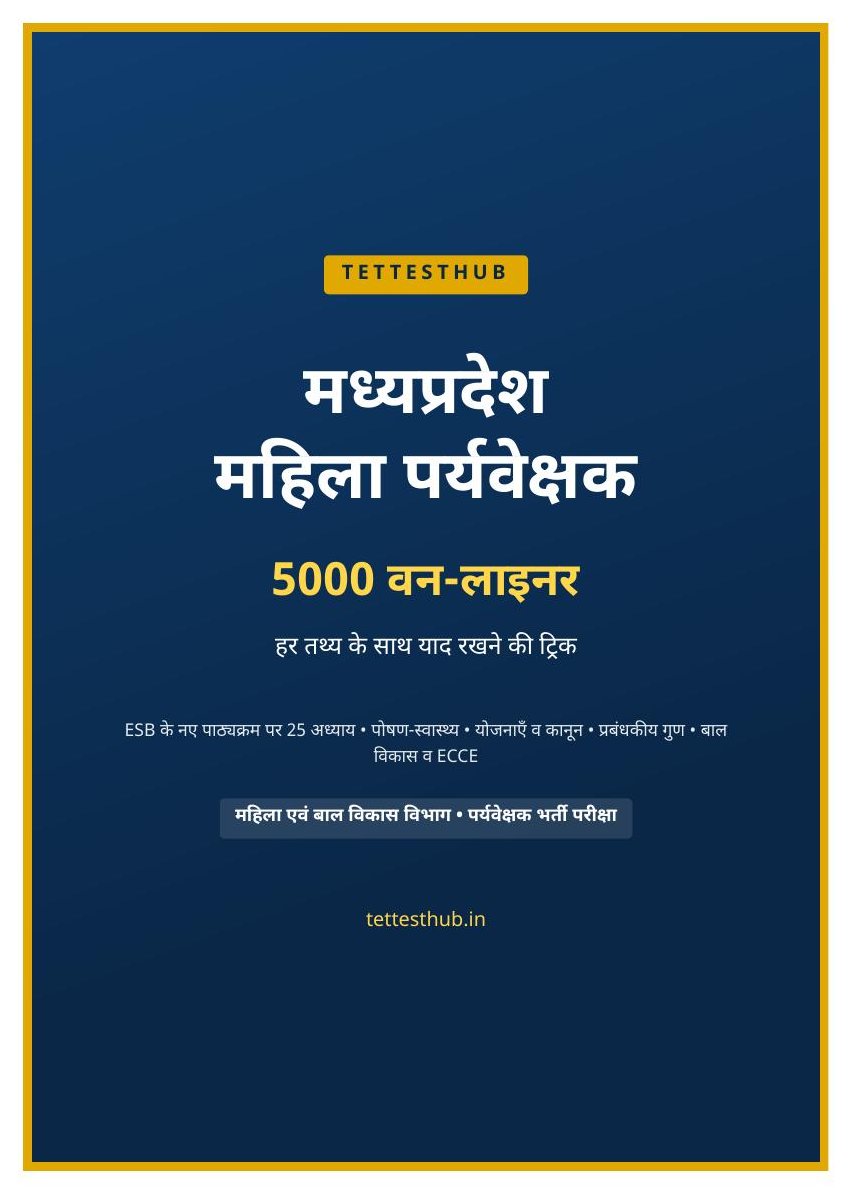 TETTESTHUB
मध्यप्रदेश
महिला पर्यवेक्षक
5000 वन-लाइनर
हर तथ्य के साथ याद रखने की ट्रिक
ESB के नए पाठ्यक्रम पर 25 अध्याय • पोषण-स्वास्थ्य • योजनाएँ व कानून • प्रबंधकीय गुण • बाल
विकास व ECCE
महिला एवं बाल विकास विभाग • पर्यवेक्षक भर्ती परीक्षा
tettesthub.in